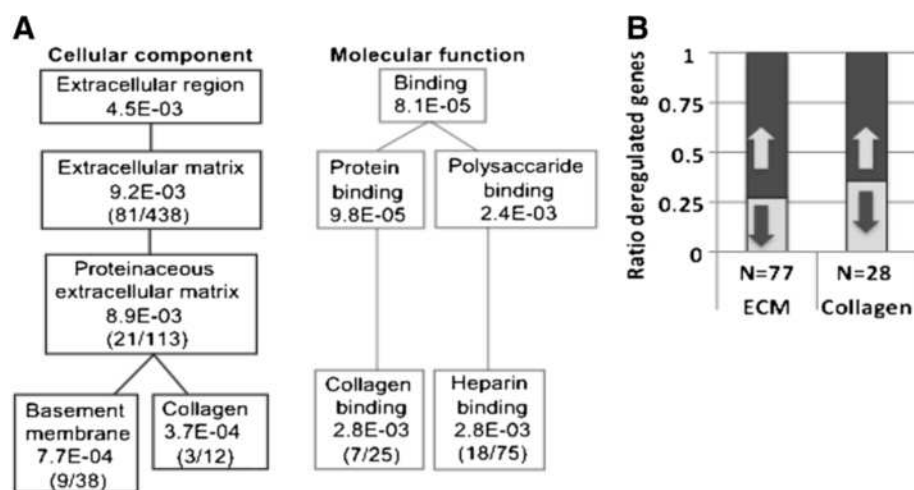 A
Cellular component
Extracellular region
4.5E-03
Extracellular matrix
9.2E-03
(81/438)
Proteinaceous
extracellular matrix
8.9E-03
(21/113)
Basement
membrane
7.7E-04
(9/38)
Collagen
3.7E-04
(3/12)
Molecular function
Binding
8.1E-05
Protein
binding
9.8E-05
Polysaccaride
binding
2.4E-03
Collagen
binding
2.8E-03
(7/25)
Heparin
binding
2.8E-03
(18/75)
B
Ratio deregulated genes
1
0.75
0.5
0.25
0
N=77
N=28
ECM
Collagen